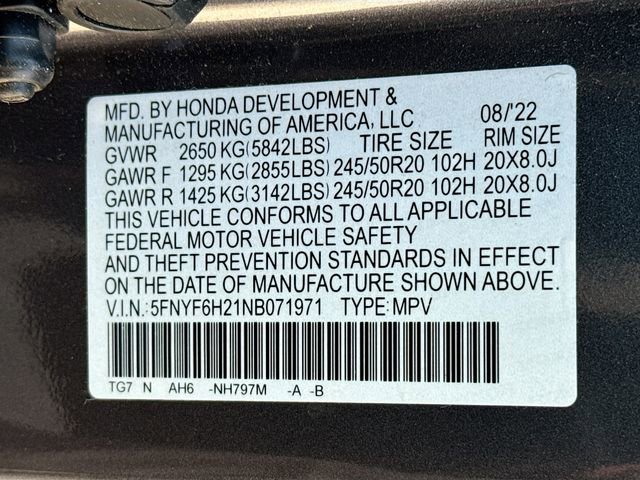 MFD. BY HONDA DEVELOPMENT &
MANUFACTURING OF AMERICA, LLC 08/'22
GVWR 2650 KG(5842LBS) TIRE SIZE RIM SIZE
GAWR F 1295 KG(2855LBS) 245/50R20 102H 20X8.0J
GAWR R 1425 KG(3142LBS) 245/50R20 102H 20X8.0J
THIS VEHICLE CONFORMS TO ALL APPLICABLE
FEDERAL MOTOR VEHICLE SAFETY
AND THEFT PREVENTION STANDARDS IN EFFECT
ON THE DATE OF MANUFACTURE SHOWN ABOVE.
V.I.N.:5FNYF6H21NB071971 TYPE:MPV
TG7 N AH6 -NH797M -A -B